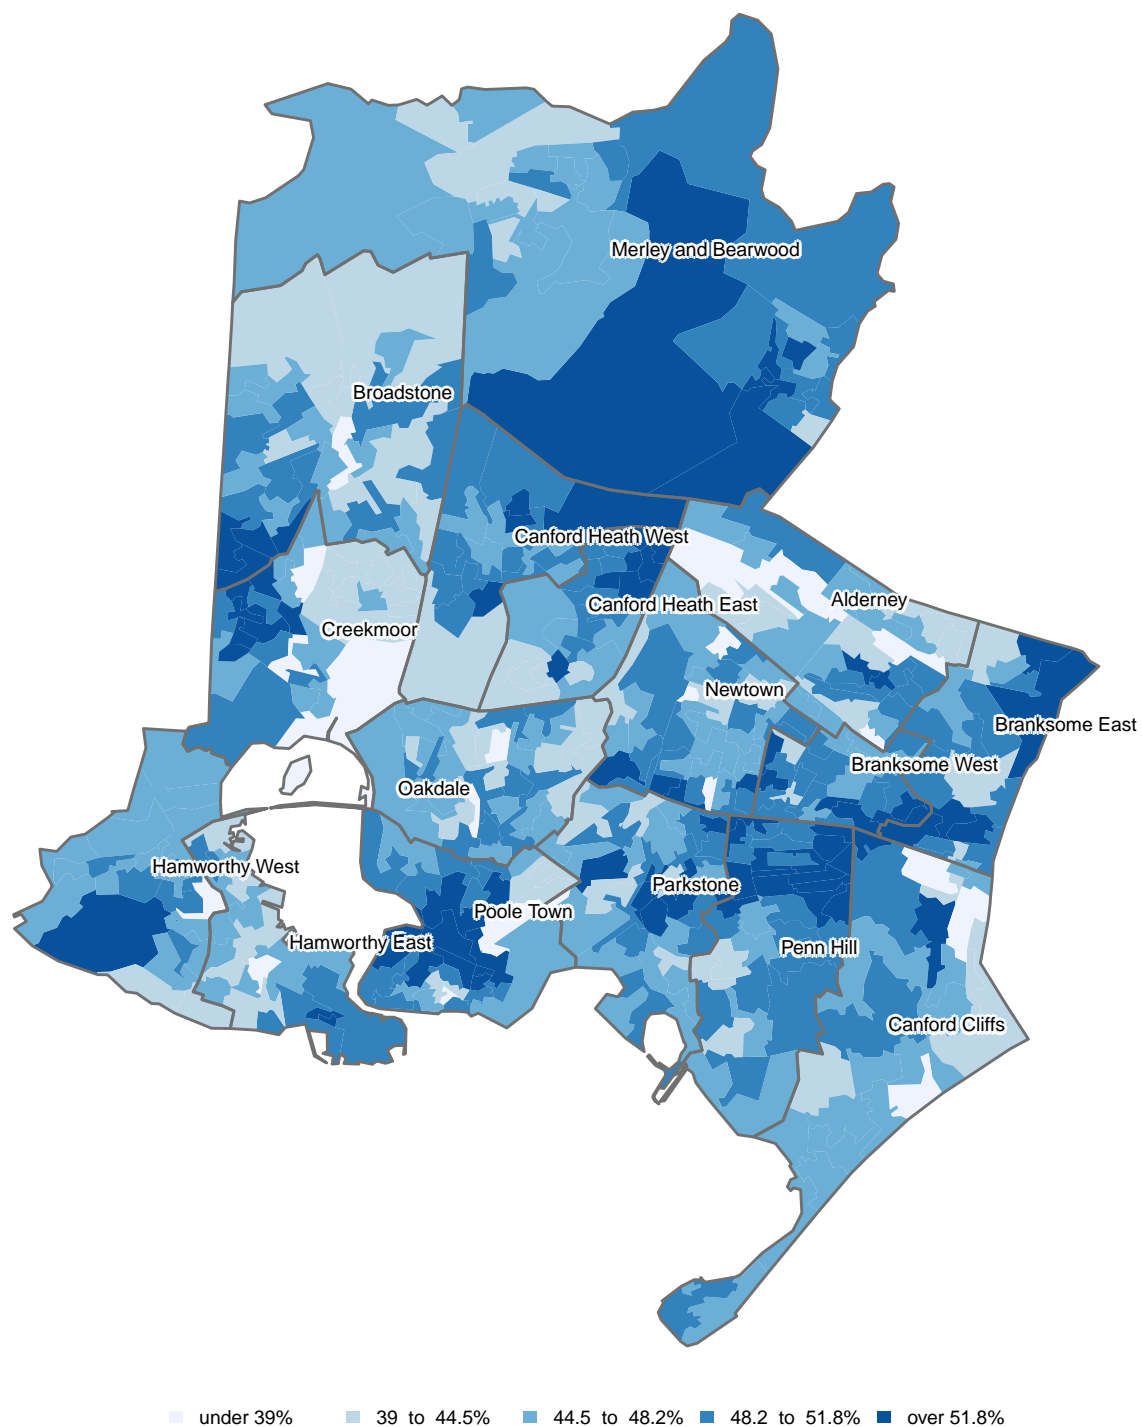 Merley and Bearwood
Broadstone
Canford Heath West
Canford Heath East
Alderney
Creekmoor
Newtown
Branksome East
Branksome West
Oakdale
Hamworthy West
Parkstone
Poole Town
Hamworthy East
Penn Hill
Canford Cliffs
under 39%
39 to 44.5%
44.5 to 48.2%
48.2 to 51.8%
over 51.8%